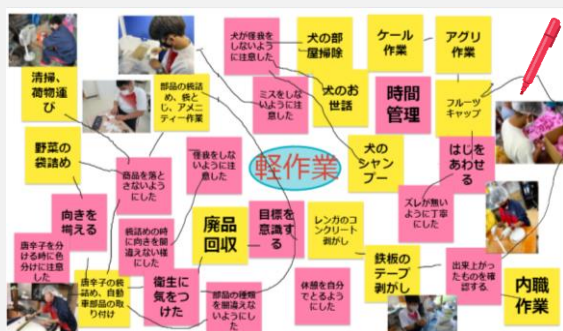 犬が怪我を
しないように
注意した
犬の部
屋掃除
ケール
作業
アグリ
作業
清掃、
荷物運
び
部品の袋詰
め、袋と
じ、アメニ
ティー作業
ミスをしな
いように注
意した
犬のお
世話
時間
管理
フルーツ
キャップ
野菜の
袋詰め
商品を落と
さないよう
にした
怪我をしな
いように注
意した
軽作業
犬の
シャン
プー
はじを
あわせ
る
向きを
揃える
ズレが無い
ように丁寧に
した
唐辛子を分
ける時に色
分けに注意
した
袋詰めの時
に向きを間
違えない様
にした
廃品
回収
目標を
意識す
る
レンガのコ
ンクリート
剥がし
鉄板の
テープ
剥がし
出来上がっ
たものを確
認する
唐辛子の袋
詰め、自動
車部品の取
り付け
衛生に
気をつ
けた
部品の種類
を間違えな
いようにし
た
休憩を自分
でとるよう
にした
内職
作業